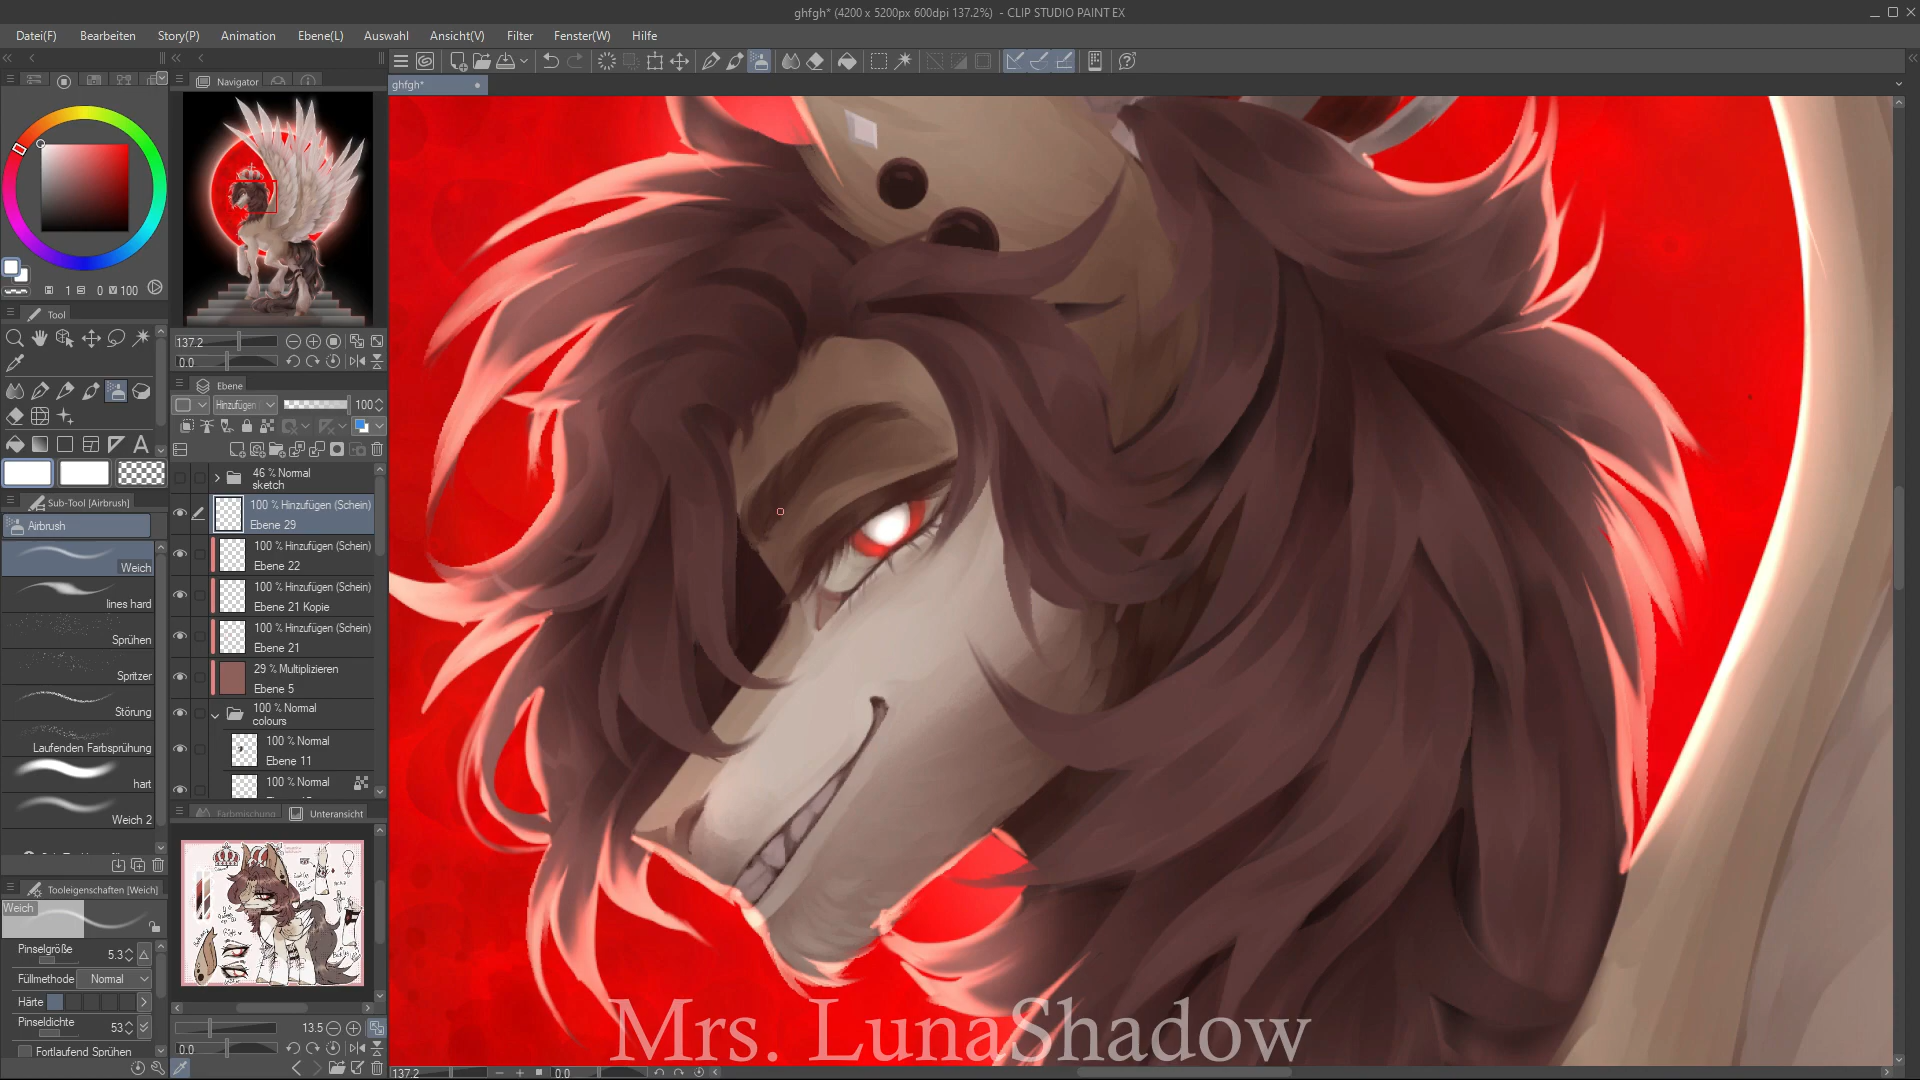 ghfgh* (4200 x 5200px 600dpi 137.2%) - CLIP STUDIO PAINT EX
Datei(F) Bearbeiten Story(P) Animation Ebene(L) Auswahl Ansicht(V) Filter Fenster(W) Hilfe
Navigator
ghfgh*
1 0 V 100
Tool
137.2
0.0
Ebene
Hinzufügen 100
46 % Normal
sketch
100 % Hinzufügen (Schein)
Ebene 29
100 % Hinzufügen (Schein)
Ebene 22
100 % Hinzufügen (Schein)
Ebene 21 Kopie
100 % Hinzufügen (Schein)
Ebene 21
29 % Multiplizieren
Ebene 5
100 % Normal
colours
100 % Normal
Ebene 11
100 % Normal
Sub-Tool [Airbrush]
Airbrush
Weich
lines hard
Sprühen
Spritzer
Störung
Laufenden Farbsprühung
hart
Weich 2
Farbmischung Unteransicht
Tooleigenschaften [Weich]
Weich
Pinselgröße 5.3
Füllmethode Normal
Härte
Pinseldichte 53
Fortlaufend Sprühen
13.5
0.0
137.2 0.0
Mrs. LunaShadow